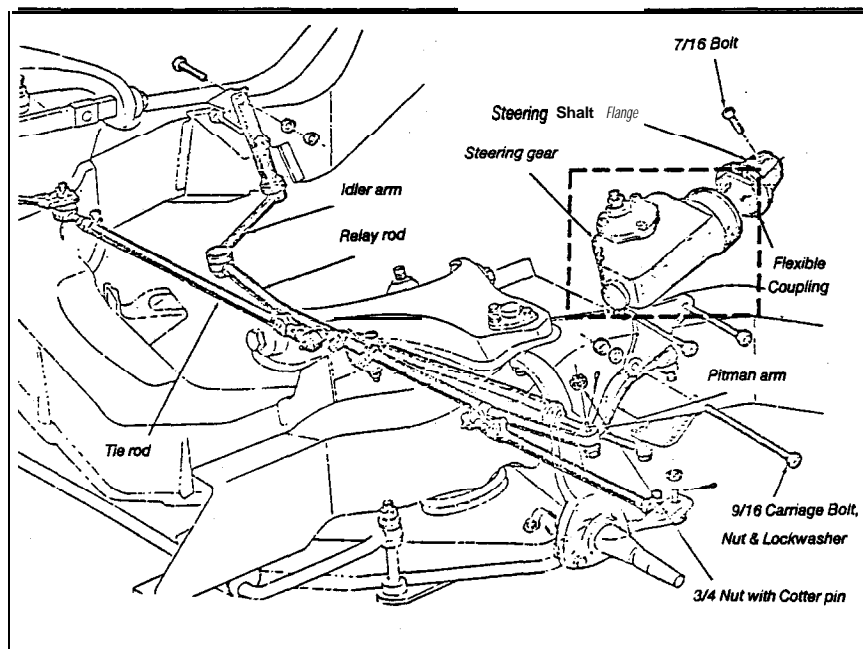 7/16 Bolt
Steering Shalt Flange
Steering gear
Idler arm
Relay rod
Flexible
Coupling
Pitman arm
Tie rod
9/16 Carriage Bolt,
Nut & Lockwasher
3/4 Nut with Cotter pin